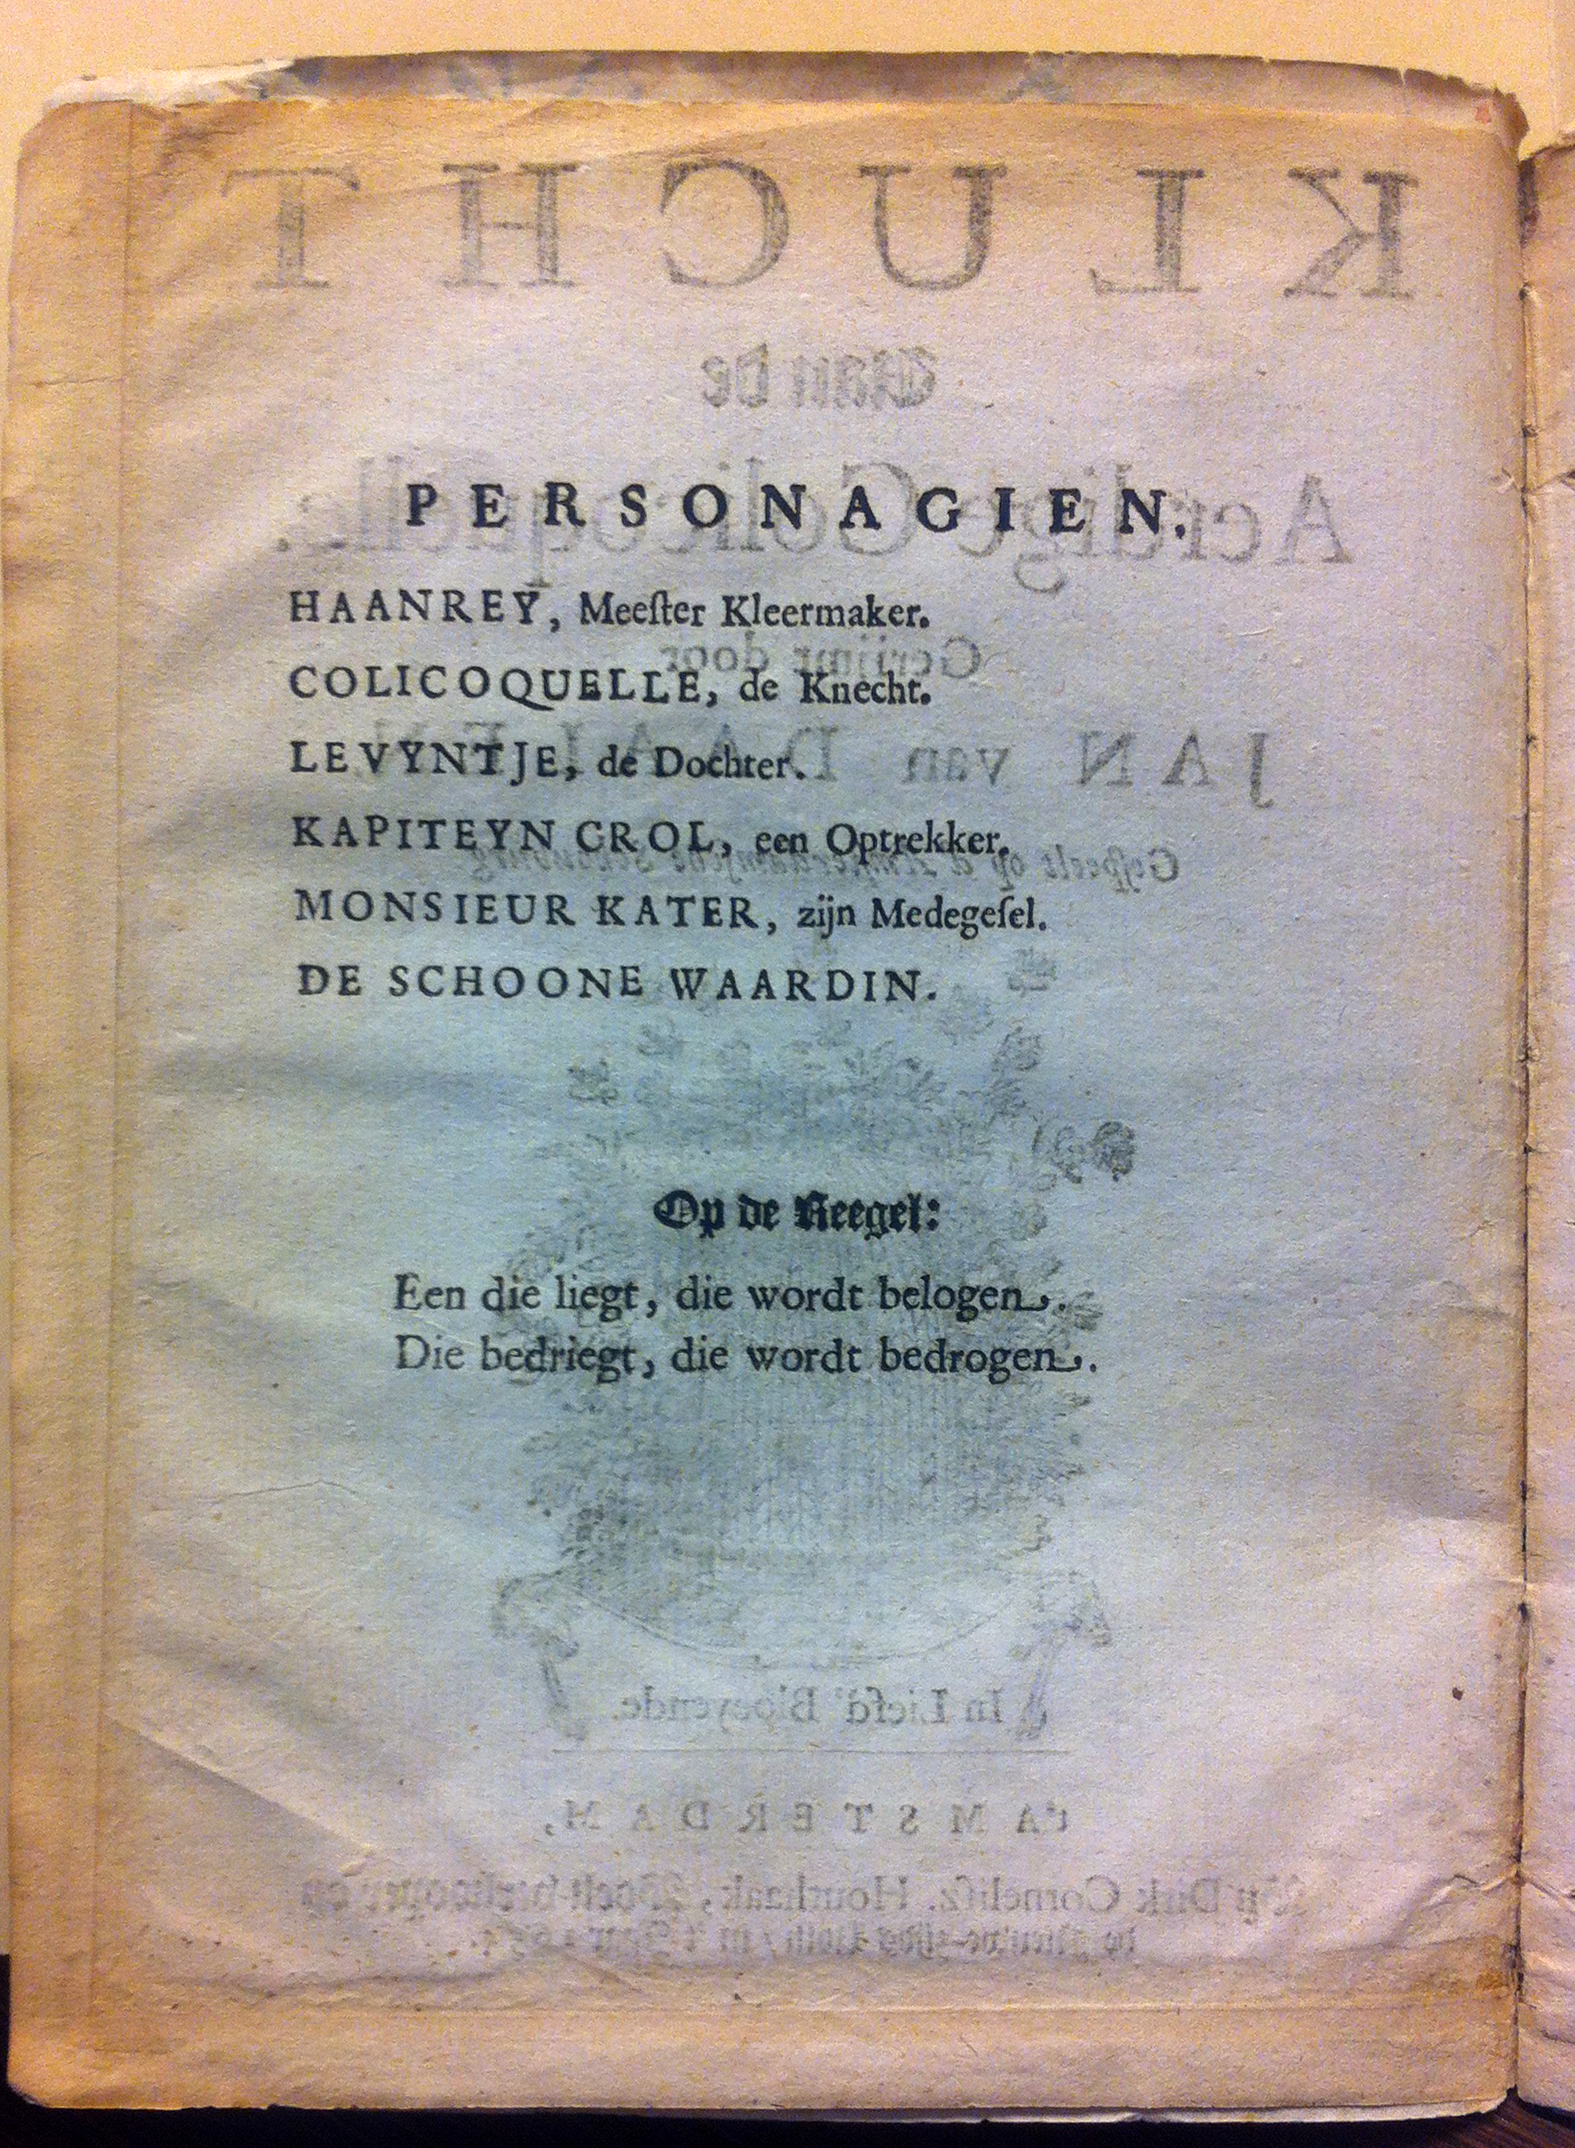 PERSONAGIEN.
HAANREY, Meeſter Kleermaker.
COLICOQUELLE, de Knecht.
LEVYNTJE, de Dochter.
KAPITEYN CROL, een Optrekker.
MONSIEUR KATER, zijn Medegeſel.
DE SCHOONE WAARDIN.
Op de Reegel:
Een die liegt, die wordt belogen.
Die bedriegt, die wordt bedrogen.